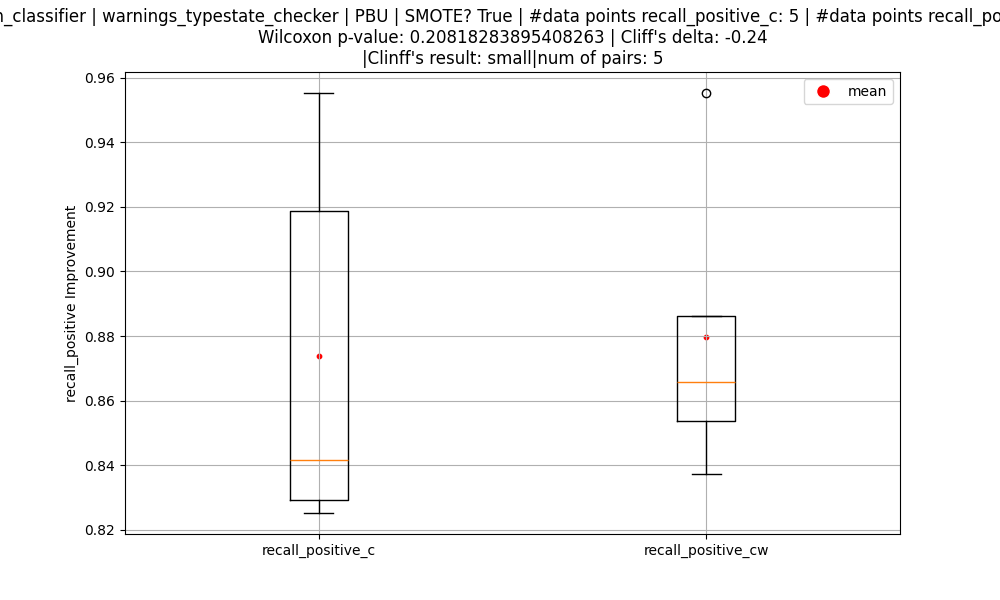 _classifier | warnings_typestate_checker | PBU | SMOTE? True | #data points recall_positive_c: 5 | #data points
Wilcoxon p-value: 0.20818283895408263 | Cliff's delta: -0.24
|Clinff's result: small|num of pairs: 5
mean
0.96
0.94
0.92
0.90
0.88
0.86
0.84
0.82
recall_positive Improvement
recall_positive_c
recall_positive_cw